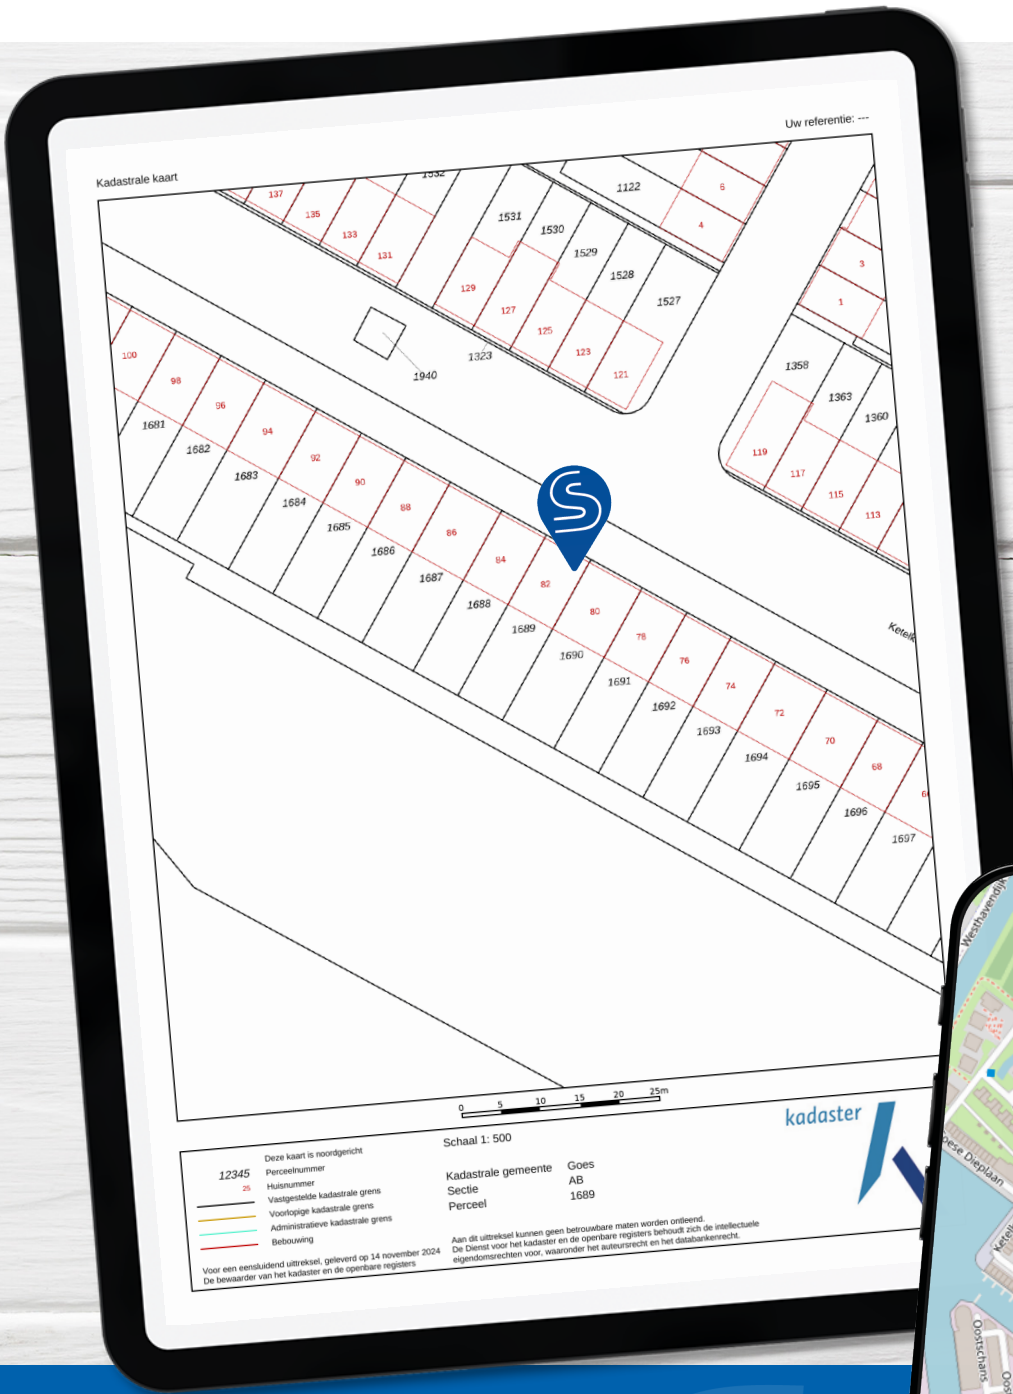 Uw referentie: ---
Kadastrale kaart
137
135
133
131
1531
1530
1529
1528
1527
1122
6
4
3
1
129
127
125
123
121
1323
1940
1358
1363
1360
119
117
115
113
100
98
96
94
92
90
88
86
84
82
80
78
76
74
72
70
68
1681
1682
1683
1684
1685
1686
1687
1688
1689
1690
1691
1692
1693
1694
1695
1696
1697
0 5 10 15 20 25m
Schaal 1: 500
Deze kaart is noordgericht
12345 Perceelnummer
25 Huisnummer
Vastgestelde kadastrale grens
Voorlopige kadastrale grens
Administratieve kadastrale grens
Bebouwing
Kadastrale gemeente Goes
Sectie AB
Perceel 1689
kadaster
Voor een eensluidend uittreksel, geleverd op 14 november 2024
De bewaarder van het kadaster en de openbare registers
Aan dit uittreksel kunnen geen betrouwbare maten worden ontleend.
De Dienst voor het kadaster en de openbare registers behoudt zich de intellectuele
eigendomsrechten voor, waaronder het auteursrecht en het databankenrecht.
Westhavendijk
Goese Dieplaan
Oostschans